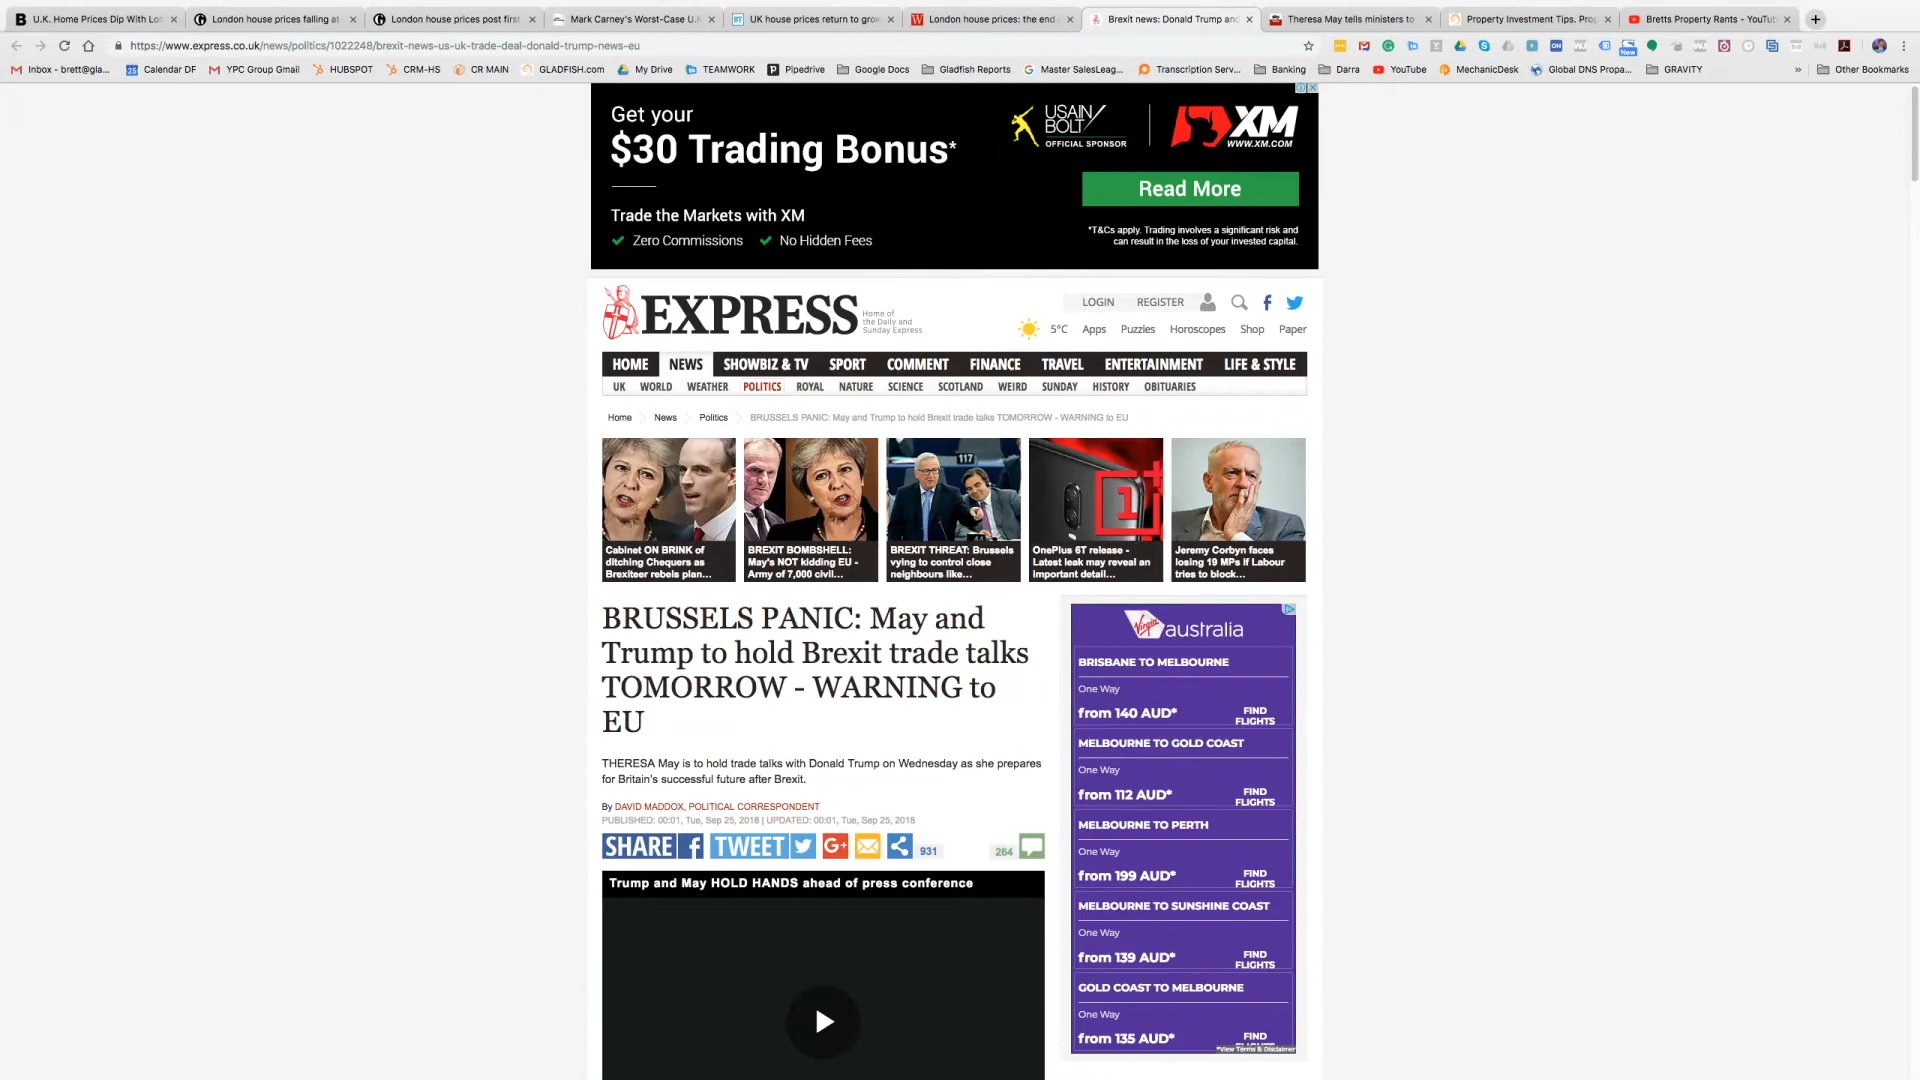 U.K. Home Prices Dip With Lon
London house prices falling at
London house prices post first
Mark Carney's Worst-Case U.K
UK house prices return to grow
London house prices: the end
Brexit news: Donald Trump and
Theresa May tells ministers to
Property Investment Tips. Prop
Bretts Property Rants - YouTub
https://www.express.co.uk/news/politics/1022248/brexit-news-us-uk-trade-deal-donald-trump-news-eu
Inbox - brett@gla...
Calendar DF
YPC Group Gmail
HUBSPOT
CRM-HS
CR MAIN
GLADFISH.com
My Drive
TEAMWORK
Pipedrive
Google Docs
Gladfish Reports
Master SalesLeag...
Transcription Serv...
Banking
Darra
YouTube
MechanicDesk
Global DNS Propa...
GRAVITY
Other Bookmarks
Get your
$30 Trading Bonus*
Trade the Markets with XM
Zero Commissions
No Hidden Fees
USAIN
BOLT
OFFICIAL SPONSOR
XM
WWW.XM.COM
Read More
*T&Cs apply. Trading involves a significant risk and
can result in the loss of your invested capital.
EXPRESS
Home of
the Daily and
Sunday Express
LOGIN REGISTER
5°C Apps Puzzles Horoscopes Shop Paper
HOME NEWS SHOWBIZ & TV SPORT COMMENT FINANCE TRAVEL ENTERTAINMENT LIFE & STYLE
UK WORLD WEATHER POLITICS ROYAL NATURE SCIENCE SCOTLAND WEIRD SUNDAY HISTORY OBITUARIES
Home News Politics BRUSSELS PANIC: May and Trump to hold Brexit trade talks TOMORROW - WARNING to EU
117
Cabinet ON BRINK of
ditching Chequers as
Brexiteer rebels plan...
BREXIT BOMBSHELL:
May's NOT kidding EU -
Army of 7,000 civil...
BREXIT THREAT: Brussels
vying to control close
neighbours like...
OnePlus 6T release -
Latest leak may reveal an
important detail...
Jeremy Corbyn faces
losing 19 MPs if Labour
tries to block...
BRUSSELS PANIC: May and
Trump to hold Brexit trade talks
TOMORROW - WARNING to
EU
THERESA May is to hold trade talks with Donald Trump on Wednesday as she prepares
for Britain's successful future after Brexit.
By DAVID MADDOX, POLITICAL CORRESPONDENT
PUBLISHED: 00:01, Tue, Sep 25, 2018 | UPDATED: 00:01, Tue, Sep 25, 2018
SHARE
TWEET
G+
931
264
Trump and May HOLD HANDS ahead of press conference
Virgin australia
BRISBANE TO MELBOURNE
One Way
from 140 AUD*
FIND
FLIGHTS
MELBOURNE TO GOLD COAST
One Way
from 112 AUD*
FIND
FLIGHTS
MELBOURNE TO PERTH
One Way
from 199 AUD*
FIND
FLIGHTS
MELBOURNE TO SUNSHINE COAST
One Way
from 139 AUD*
FIND
FLIGHTS
GOLD COAST TO MELBOURNE
One Way
from 135 AUD*
FIND
*View Terms & Disclaimer